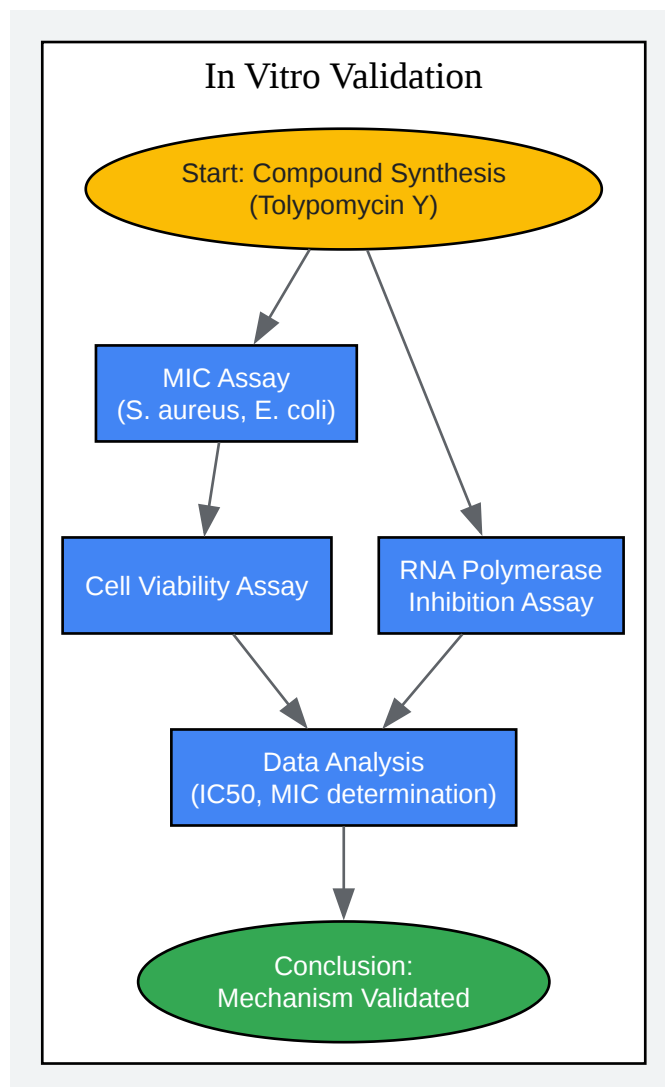 In Vitro Validation
Start: Compound Synthesis
(Tolypomycin Y)
MIC Assay
(S. aureus, E. coli)
Cell Viability Assay
RNA Polymerase
Inhibition Assay
Data Analysis
(IC50, MIC determination)
Conclusion:
Mechanism Validated